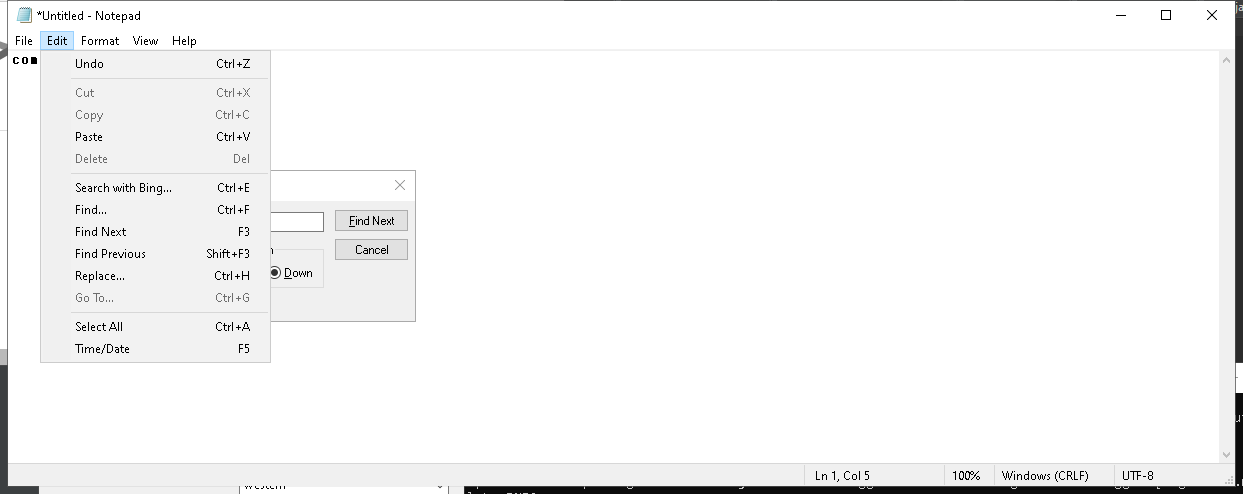 *Untitled - Notepad
File Edit Format View Help
com
Undo Ctrl+Z
Cut Ctrl+X
Copy Ctrl+C
Paste Ctrl+V
Delete Del
Search with Bing... Ctrl+E
Find... Ctrl+F
Find Next F3
Find Previous Shift+F3
Replace... Ctrl+H
Go To... Ctrl+G
Select All Ctrl+A
Time/Date F5
Find Next
Cancel
Down
Ln 1, Col 5 100% Windows (CRLF) UTF-8